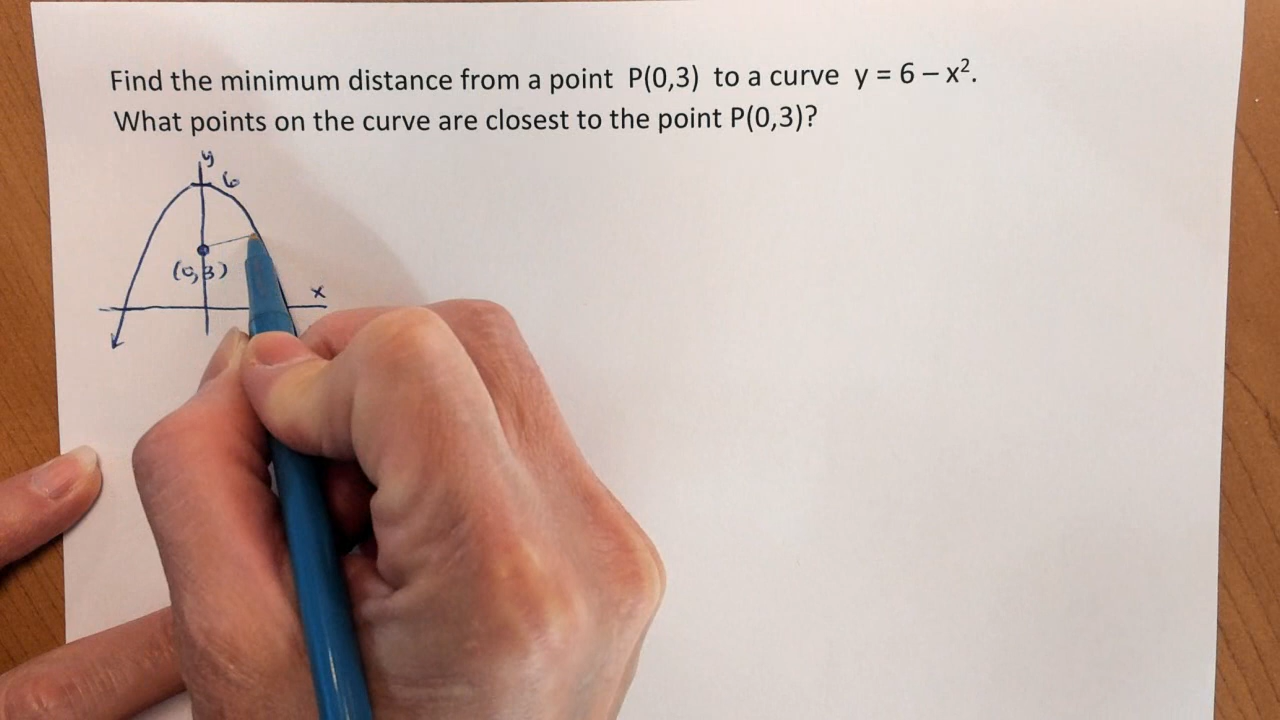 Find the minimum distance from a point P(0,3) to a curve y = 6 – x².
What points on the curve are closest to the point P(0,3)?
y
6
(0,3)
x